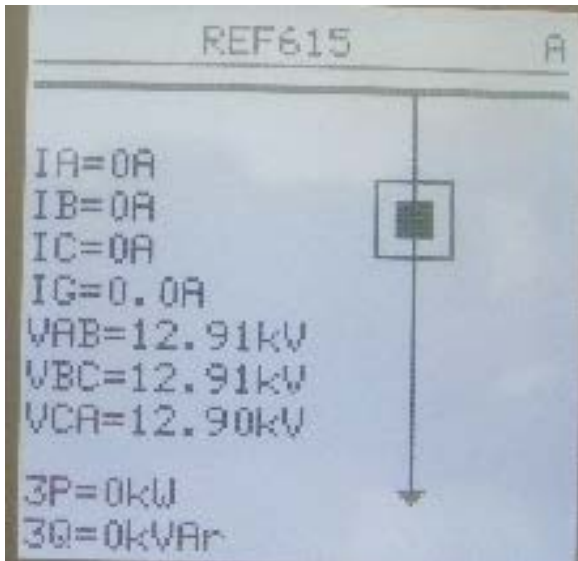 REF615 A
IA=0A
IB=0A
IC=0A
IG=0.0A
VAB=12.91kV
VBC=12.91kV
VCA=12.90kV
3P=0kW
3Q=0kVAr